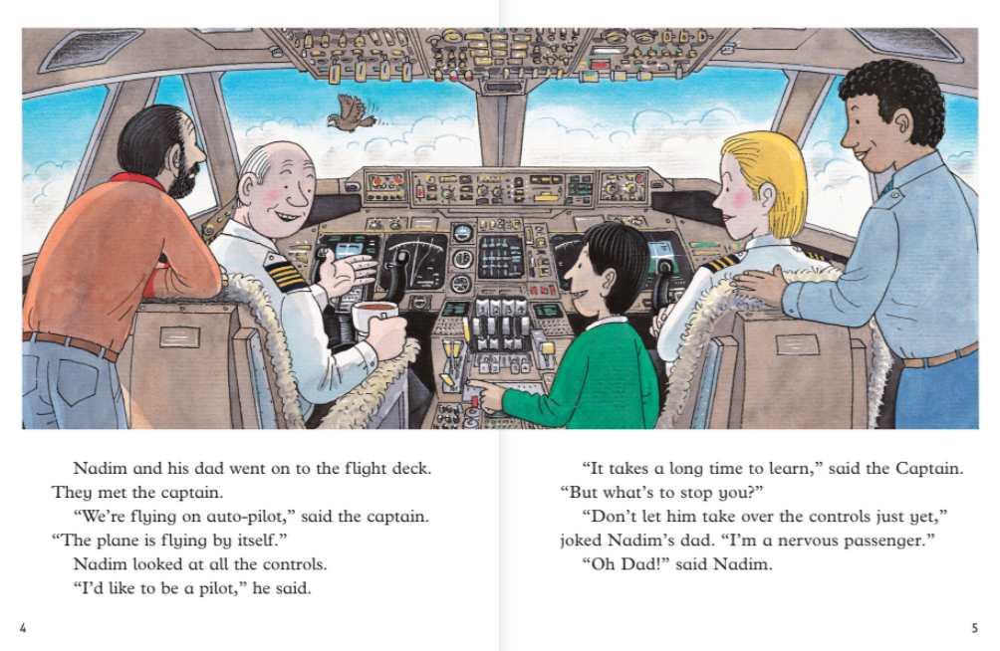 Nadim and his dad went on to the flight deck.
They met the captain.
“We’re flying on auto-pilot,” said the captain.
“The plane is flying by itself.”
Nadim looked at all the controls.
“I’d like to be a pilot,” he said.
4
“It takes a long time to learn,” said the Captain.
“But what’s to stop you?”
“Don’t let him take over the controls just yet,”
joked Nadim’s dad. “I’m a nervous passenger.”
“Oh Dad!” said Nadim.
5